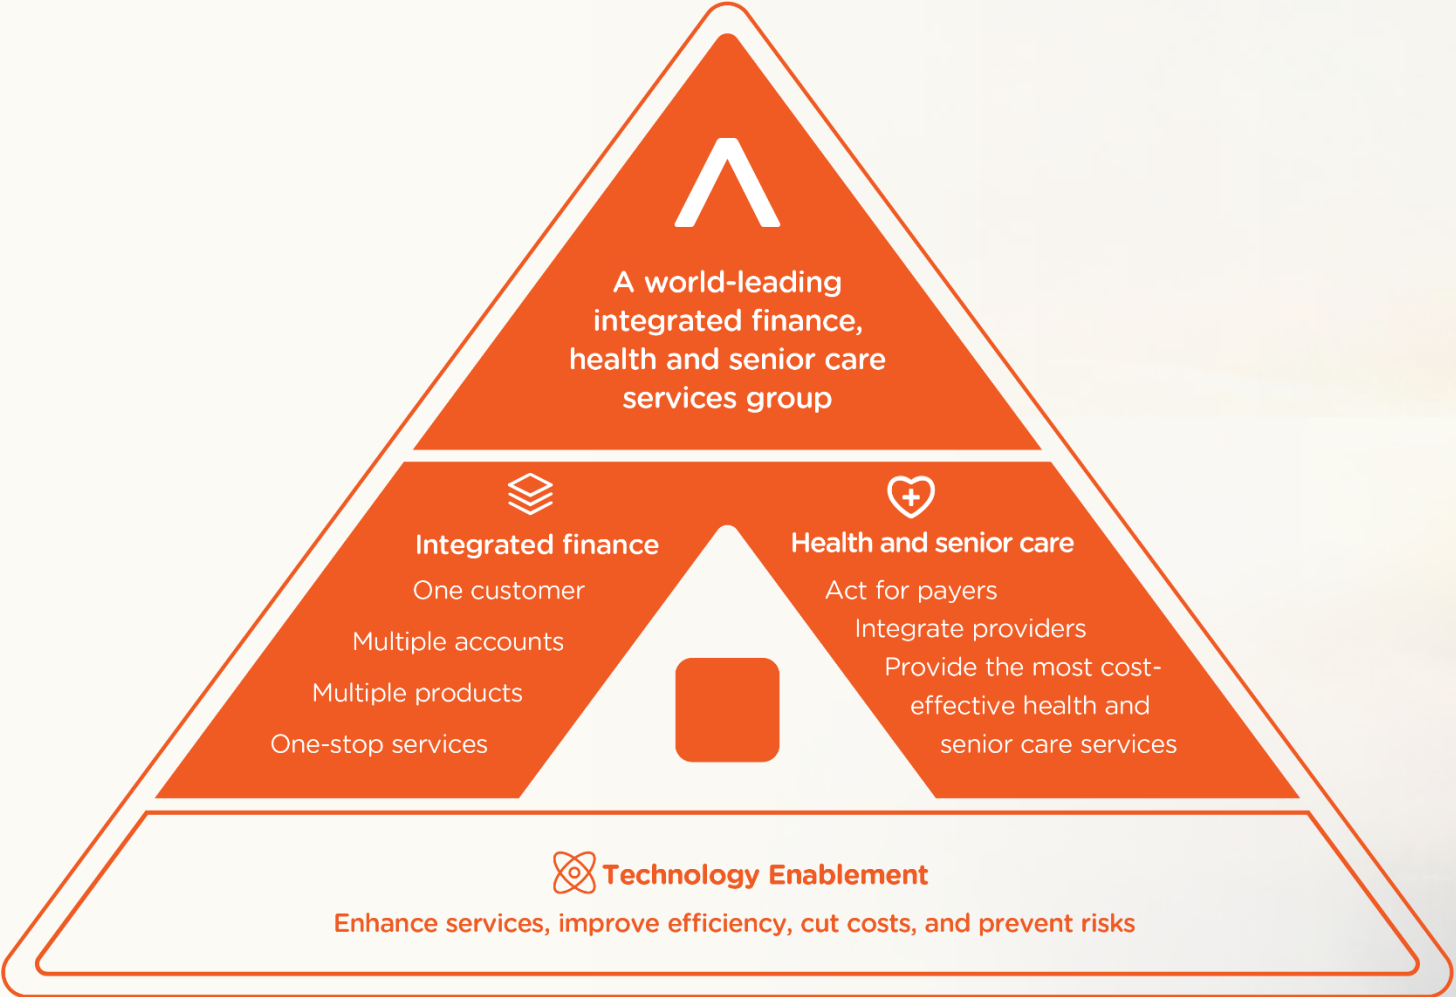 A world-leading
integrated finance,
health and senior care
services group
Integrated finance
One customer
Multiple accounts
Multiple products
One-stop services
Health and senior care
Act for payers
Integrate providers
Provide the most cost-
effective health and
senior care services
Technology Enablement
Enhance services, improve efficiency, cut costs, and prevent risks